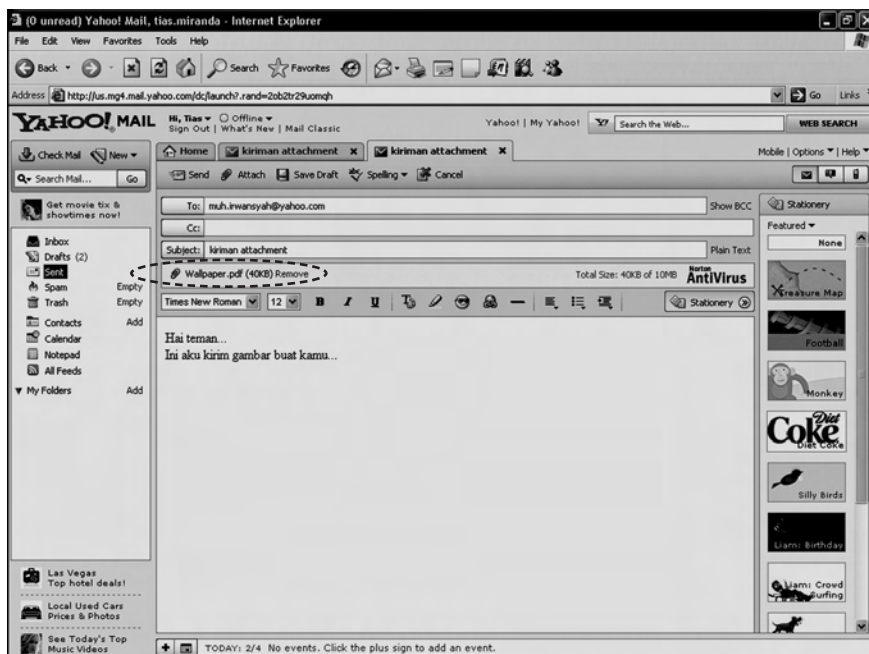 (0 unread) Yahoo! Mail, tias.miranda - Internet Explorer
File Edit View Favorites Tools Help
Back Search Favorites
Address http://us.mg4.mail.yahoo.com/dc/launch?.rand=2ob2tr29uomqh Go Links
YAHOO! MAIL
Hi, Tias Offline
Sign Out | What's New | Mail Classic
Yahoo! | My Yahoo! Search the Web... WEB SEARCH
Check Mail New Home kiriman attachment x kiriman attachment x Mobile | Options | Help
Search Mail... Go Send Attach Save Draft Spelling Cancel
Get movie tix &
showtimes now!
To: muh.irwansyah@yahoo.com Show BCC
Cc:
Subject: kiriman attachment Plain Text
Wallpaper.pdf (40KB) Remove Total Size: 40KB of 10MB Norton AntiVirus
Times New Roman 12 B I U Stationery
Hai teman...
Ini aku kirim gambar buat kamu...
Inbox
Drafts (2)
Sent
Spam Empty
Trash Empty
Contacts Add
Calendar
Notepad
All Feeds
My Folders Add
Las Vegas
Top hotel deals!
Local Used Cars
Prices & Photos
See Today's Top
Music Videos
Stationery
Featured
None
Treasure Map
Football
Monkey
Diet
Coke
Diet Coke
Silly Birds
Liam: Birthday
Liam: Crowd
Surfing
TODAY: 2/4 No events. Click the plus sign to add an event.